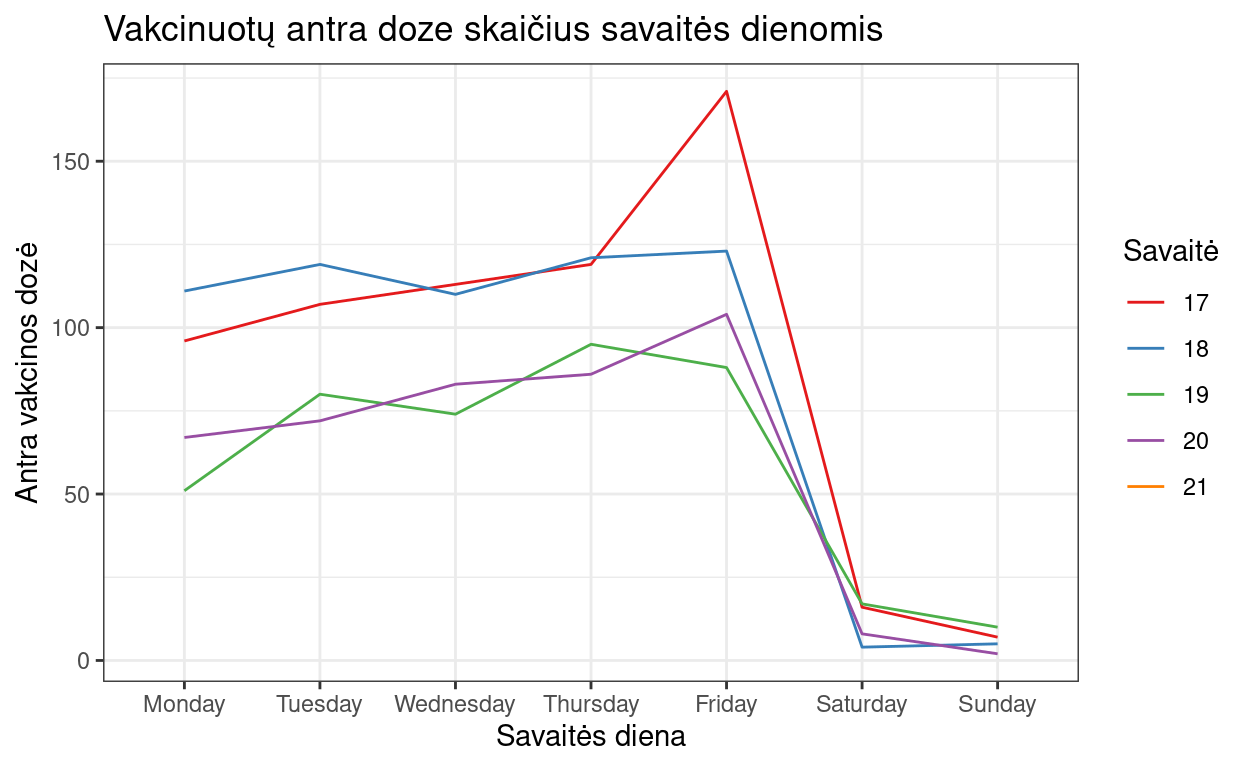 Vakcinuotų antra doze skaičius savaitės dienomis
Antra vakcinos dozė
150
100
50
0
Monday Tuesday Wednesday Thursday Friday Saturday Sunday
Savaitės diena
Savaitė
17
18
19
20
21